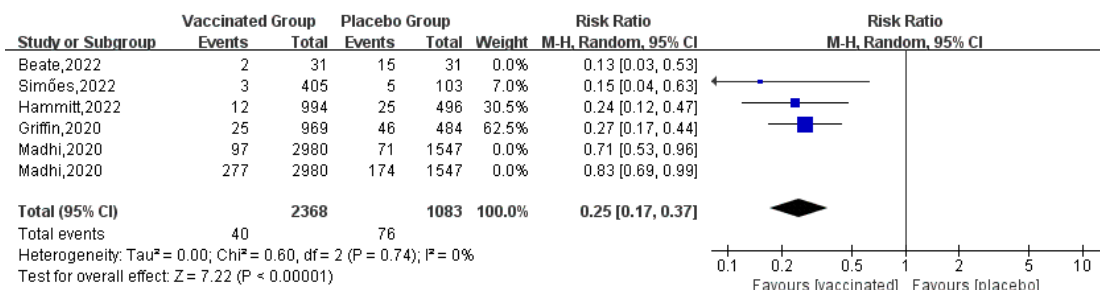 Vaccinated Group Placebo Group Risk Ratio Risk Ratio
Study or Subgroup Events Total Events Total Weight M-H, Random, 95% CI M-H, Random, 95% CI
Beate,2022 2 31 15 31 0.0% 0.13 [0.03, 0.53]
Simões,2022 3 405 5 103 7.0% 0.15 [0.04, 0.63]
Hammitt,2022 12 994 25 496 30.5% 0.24 [0.12, 0.47]
Griffin,2020 25 969 46 484 62.5% 0.27 [0.17, 0.44]
Madhi,2020 97 2980 71 1547 0.0% 0.71 [0.53, 0.96]
Madhi,2020 277 2980 174 1547 0.0% 0.83 [0.69, 0.99]
Total (95% CI) 2368 1083 100.0% 0.25 [0.17, 0.37]
Total events 40 76
Heterogeneity: Tau² = 0.00; Chi² = 0.60, df = 2 (P = 0.74); I² = 0%
Test for overall effect: Z = 7.22 (P < 0.00001)
0.1 0.2 0.5 1 2 5 10
Favours [vaccinated] Favours [placebo]